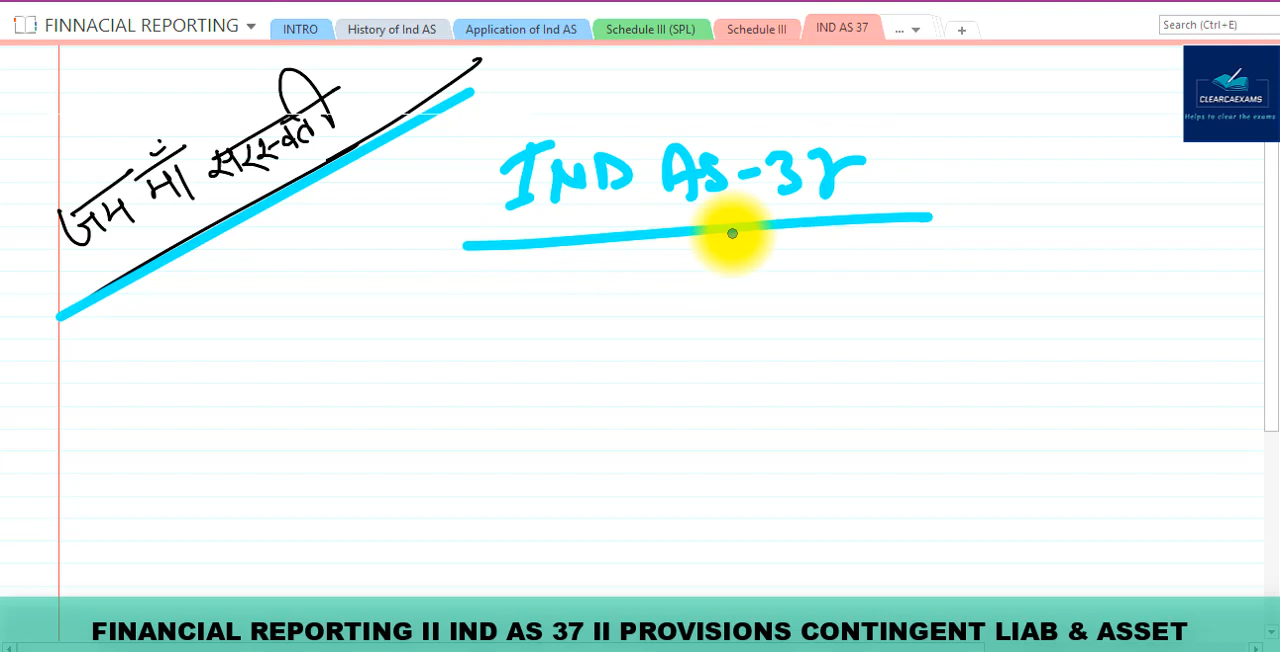 FINNACIAL REPORTING
INTRO
History of Ind AS
Application of Ind AS
Schedule III (SPL)
Schedule III
IND AS 37
...
+
Search (Ctrl+E)
CLEARCAEXAMS
Helps to clear the exams
जय माँ सरस्वती
IND AS-37
FINANCIAL REPORTING II IND AS 37 II PROVISIONS CONTINGENT LIAB & ASSET